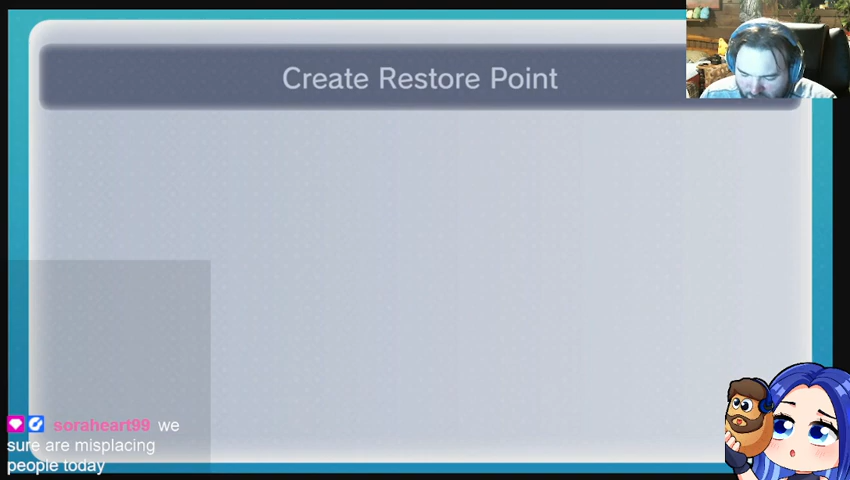 Create Restore Point
soraheart99 we
sure are misplacing
people today